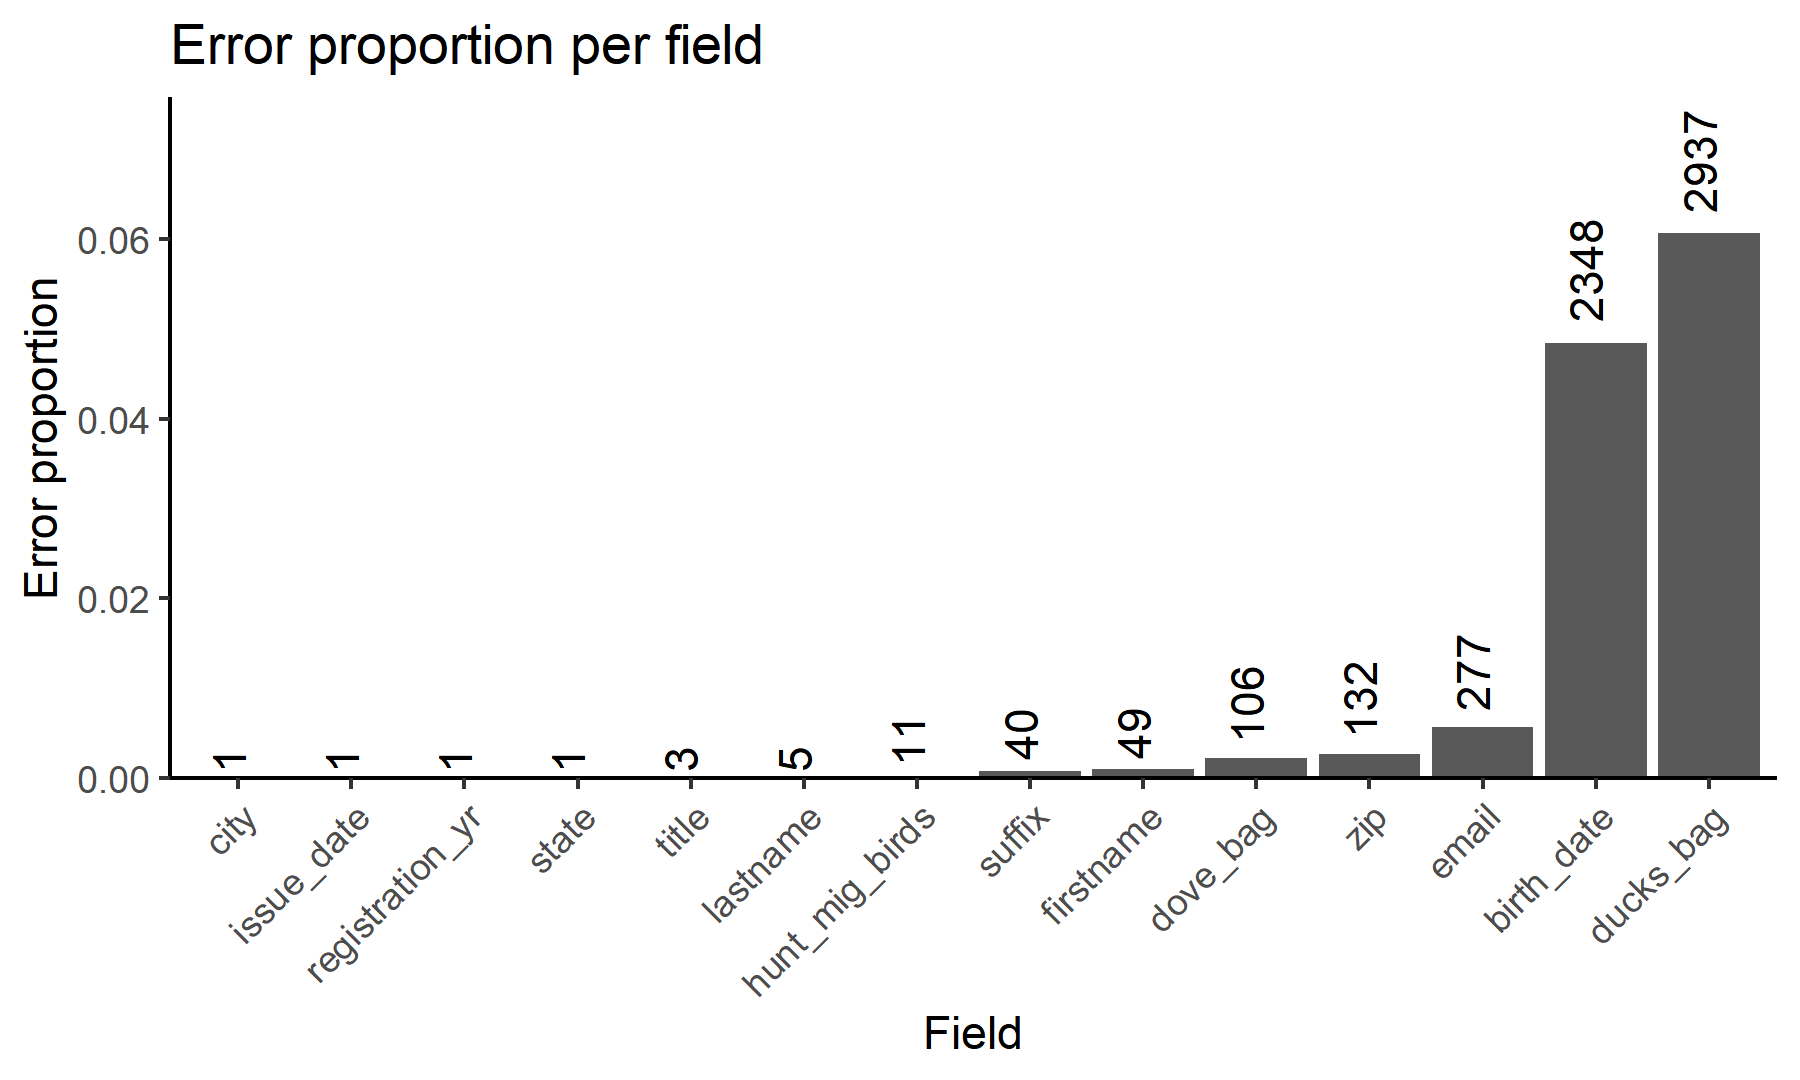 Error proportion per field
Error proportion
0.06
0.04
0.02
0.00
1
1
1
1
3
5
11
40
49
106
132
277
2348
2937
city
issue_date
registration_yr
state
title
lastname
hunt_mig_birds
suffix
firstname
dove_bag
zip
email
birth_date
ducks_bag
Field